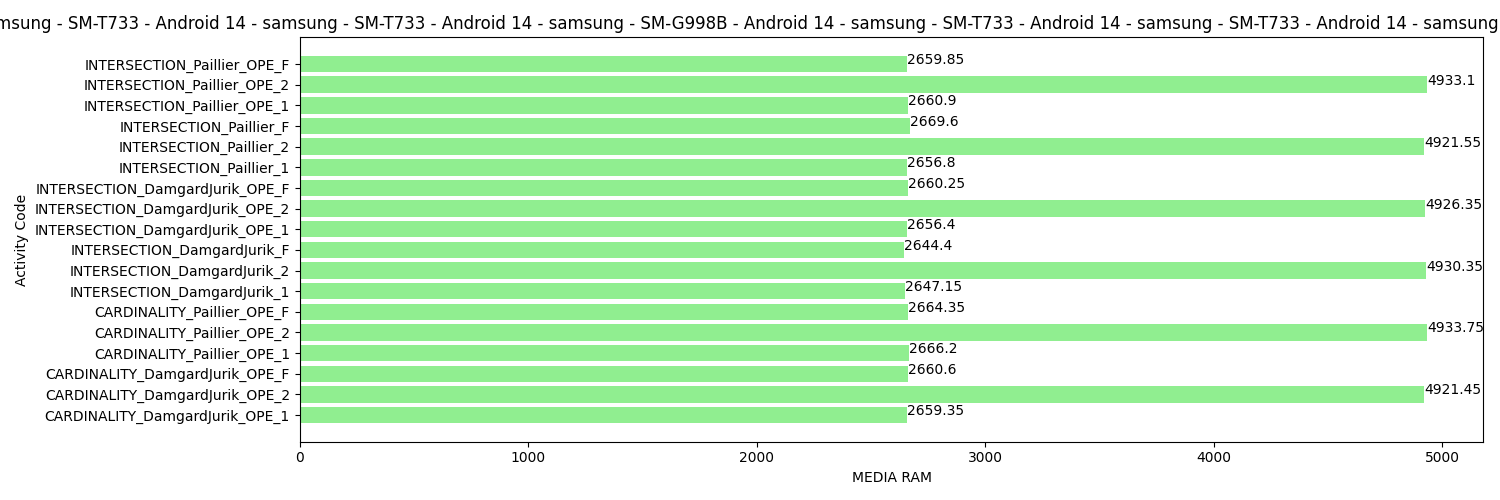 msung - SM-T733 - Android 14 - samsung - SM-T733 - Android 14 - samsung - SM-G998B - Android 14 - samsung - SM-T733 - Android 14 - samsung - SM-T733 - Android 14 - samsung
INTERSECTION_Paillier_OPE_F 2659.85
INTERSECTION_Paillier_OPE_2 4933.1
INTERSECTION_Paillier_OPE_1 2660.9
INTERSECTION_Paillier_F 2669.6
INTERSECTION_Paillier_2 4921.55
INTERSECTION_Paillier_1 2656.8
INTERSECTION_DamgardJurik_OPE_F 2660.25
INTERSECTION_DamgardJurik_OPE_2 4926.35
INTERSECTION_DamgardJurik_OPE_1 2656.4
INTERSECTION_DamgardJurik_F 2644.4
INTERSECTION_DamgardJurik_2 4930.35
INTERSECTION_DamgardJurik_1 2647.15
CARDINALITY_Paillier_OPE_F 2664.35
CARDINALITY_Paillier_OPE_2 4933.75
CARDINALITY_Paillier_OPE_1 2666.2
CARDINALITY_DamgardJurik_OPE_F 2660.6
CARDINALITY_DamgardJurik_OPE_2 4921.45
CARDINALITY_DamgardJurik_OPE_1 2659.35
Activity Code
0 1000 2000 3000 4000 5000
MEDIA RAM